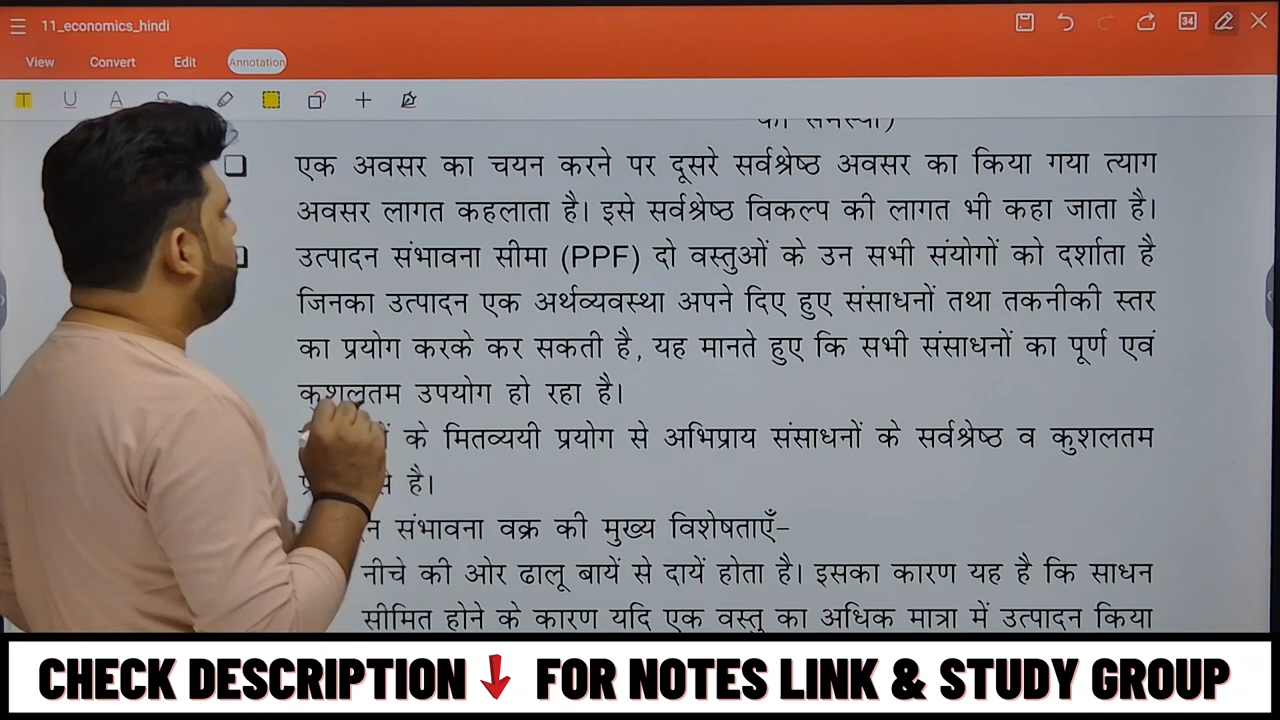 11_economics_hindi
34
View Convert Edit Annotation
एक अवसर का चयन करने पर दूसरे सर्वश्रेष्ठ अवसर का किया गया त्याग
अवसर लागत कहलाता है। इसे सर्वश्रेष्ठ विकल्प की लागत भी कहा जाता है।
उत्पादन संभावना सीमा (PPF) दो वस्तुओं के उन सभी संयोगों को दर्शाता है
जिनका उत्पादन एक अर्थव्यवस्था अपने दिए हुए संसाधनों तथा तकनीकी स्तर
का प्रयोग करके कर सकती है, यह मानते हुए कि सभी संसाधनों का पूर्ण एवं
कुशलतम उपयोग हो रहा है।
के मितव्ययी प्रयोग से अभिप्राय संसाधनों के सर्वश्रेष्ठ व कुशलतम
है।
संभावना वक्र की मुख्य विशेषताएँ-
नीचे की ओर ढालू बायें से दायें होता है। इसका कारण यह है कि साधन
सीमित होने के कारण यदि एक वस्तु का अधिक मात्रा में उत्पादन किया
CHECK DESCRIPTION FOR NOTES LINK & STUDY GROUP